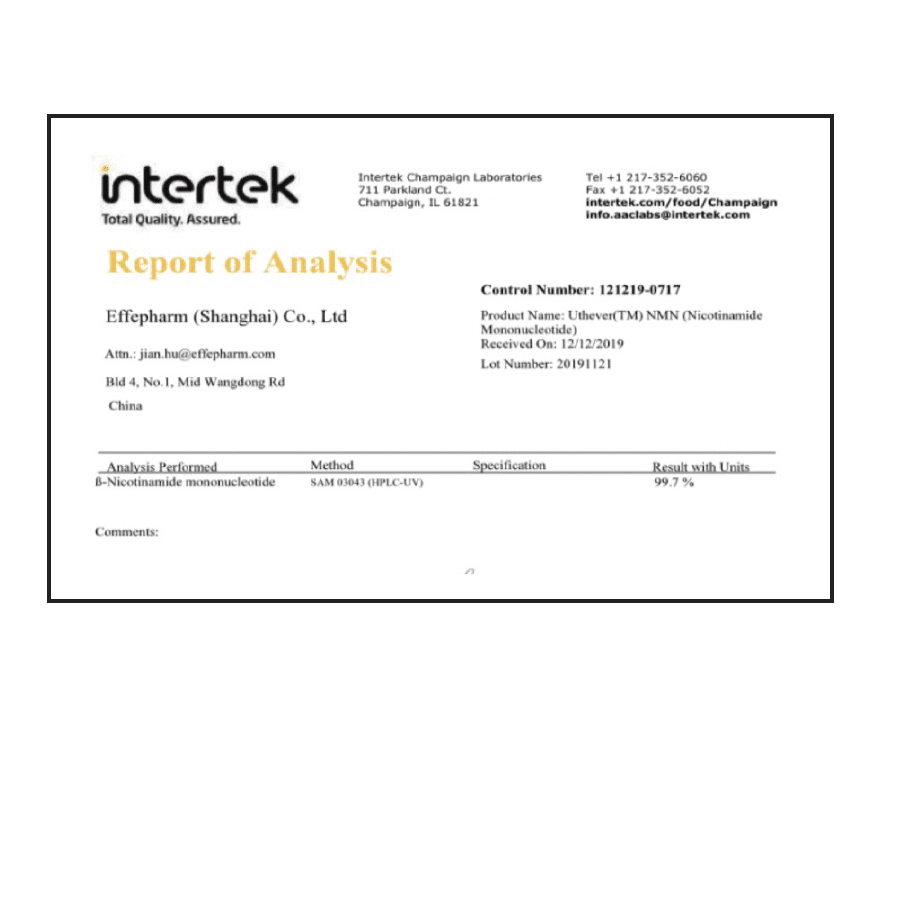 intertek
Total Quality. Assured.
Intertek Champaign Laboratories
711 Parkland Ct.
Champaign, IL 61821
Tel +1 217-352-6060
Fax +1 217-352-6052
intertek.com/food/Champaign
info.aaclabs@intertek.com
Report of Analysis
Effepharm (Shanghai) Co., Ltd
Attn.: jian.hu@effepharm.com
Bld 4, No.1, Mid Wangdong Rd
China
Control Number: 121219-0717
Product Name: Uthever(TM) NMN (Nicotinamide
Mononucleotide)
Received On: 12/12/2019
Lot Number: 20191121
Analysis Performed Method Specification Result with Units
ß-Nicotinamide mononucleotide SAM 03043 (HPLC-UV) 99.7 %
Comments: